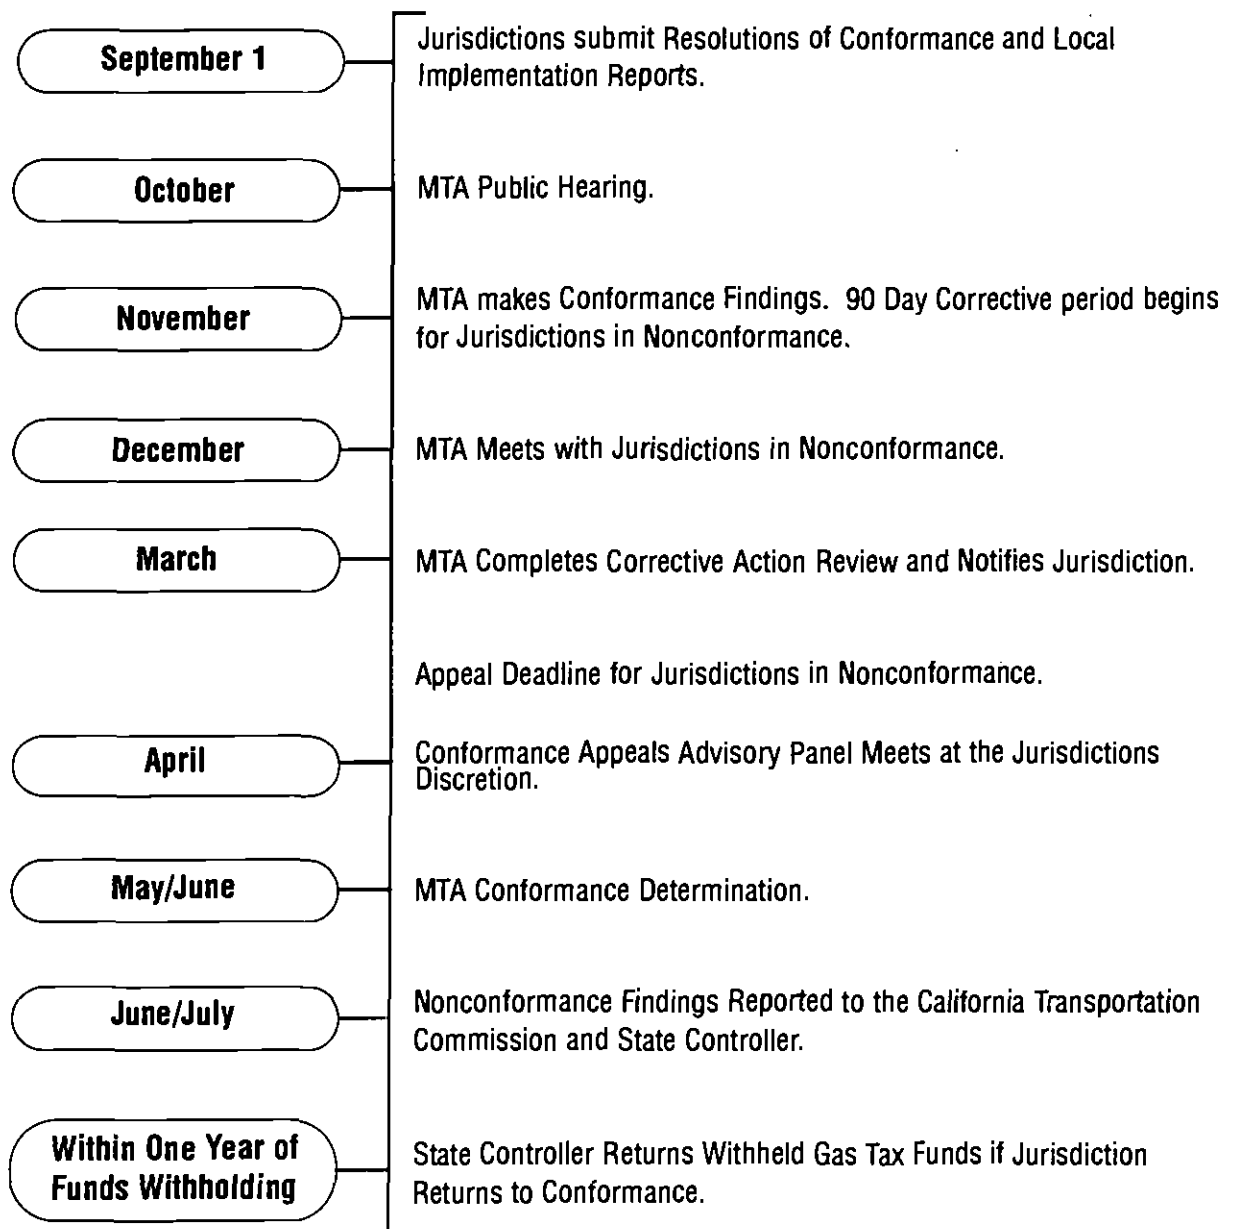 September 1
Jurisdictions submit Resolutions of Conformance and Local
Implementation Reports.
October
MTA Public Hearing.
November
MTA makes Conformance Findings. 90 Day Corrective period begins
for Jurisdictions in Nonconformance.
December
MTA Meets with Jurisdictions in Nonconformance.
March
MTA Completes Corrective Action Review and Notifies Jurisdiction.
Appeal Deadline for Jurisdictions in Nonconformance.
April
Conformance Appeals Advisory Panel Meets at the Jurisdictions
Discretion.
May/June
MTA Conformance Determination.
June/July
Nonconformance Findings Reported to the California Transportation
Commission and State Controller.
Within One Year of
Funds Withholding
State Controller Returns Withheld Gas Tax Funds if Jurisdiction
Returns to Conformance.